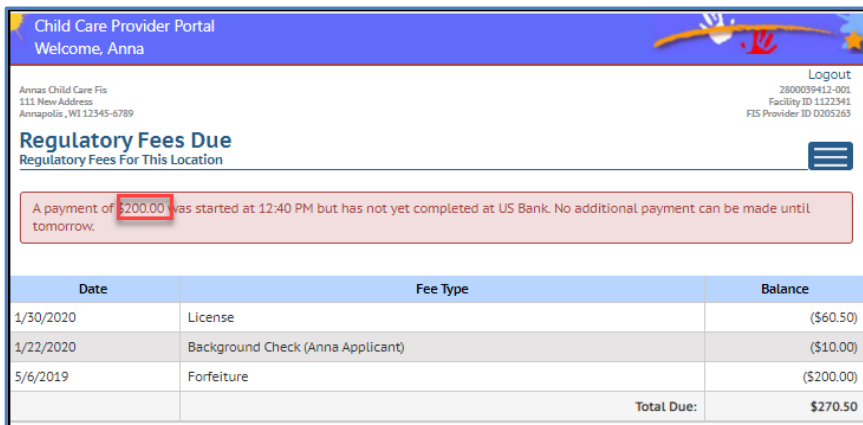 Child Care Provider Portal
Welcome, Anna
Logout
Annas Child Care Fis
111 New Address
Annapolis , WI 12345-6789
2800039412-001
Facility ID 1122341
FIS Provider ID D205263
Regulatory Fees Due
Regulatory Fees For This Location
A payment of $200.00 was started at 12:40 PM but has not yet completed at US Bank. No additional payment can be made until
tomorrow.
Date Fee Type Balance
1/30/2020 License ($60.50)
1/22/2020 Background Check (Anna Applicant) ($10.00)
5/6/2019 Forfeiture ($200.00)
Total Due: $270.50